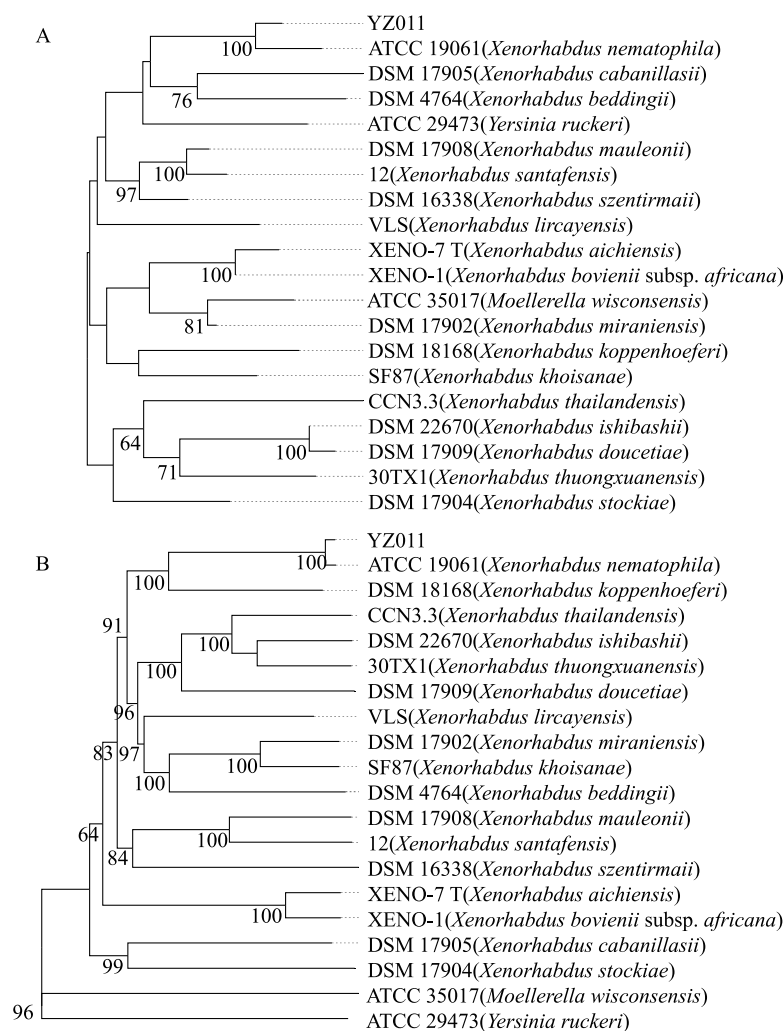 A
YZ011
100
ATCC 19061(Xenorhabdus nematophila)
DSM 17905(Xenorhabdus cabanillasii)
76
DSM 4764(Xenorhabdus beddingii)
ATCC 29473(Yersinia ruckeri)
DSM 17908(Xenorhabdus mauleonii)
100
12(Xenorhabdus santafensis)
97
DSM 16338(Xenorhabdus szentirmaii)
VLS(Xenorhabdus lircayensis)
XENO-7 T(Xenorhabdus aichiensis)
100
XENO-1(Xenorhabdus bovienii subsp. africana)
ATCC 35017(Moellerella wisconsensis)
81
DSM 17902(Xenorhabdus miraniensis)
DSM 18168(Xenorhabdus koppenhoeferi)
SF87(Xenorhabdus khoisanae)
CCN3.3(Xenorhabdus thailandensis)
64
DSM 22670(Xenorhabdus ishibashii)
100
DSM 17909(Xenorhabdus doucetiae)
71
30TX1(Xenorhabdus thuongxuanensis)
DSM 17904(Xenorhabdus stockiae)
B
YZ011
100
ATCC 19061(Xenorhabdus nematophila)
100
DSM 18168(Xenorhabdus koppenhoeferi)
91
CCN3.3(Xenorhabdus thailandensis)
100
DSM 22670(Xenorhabdus ishibashii)
100
30TX1(Xenorhabdus thuongxuanensis)
DSM 17909(Xenorhabdus doucetiae)
96
VLS(Xenorhabdus lircayensis)
83
97
DSM 17902(Xenorhabdus miraniensis)
100
SF87(Xenorhabdus khoisanae)
100
DSM 4764(Xenorhabdus beddingii)
DSM 17908(Xenorhabdus mauleonii)
64
100
12(Xenorhabdus santafensis)
84
DSM 16338(Xenorhabdus szentirmaii)
XENO-7 T(Xenorhabdus aichiensis)
100
XENO-1(Xenorhabdus bovienii subsp. africana)
DSM 17905(Xenorhabdus cabanillasii)
99
DSM 17904(Xenorhabdus stockiae)
ATCC 35017(Moellerella wisconsensis)
96
ATCC 29473(Yersinia ruckeri)